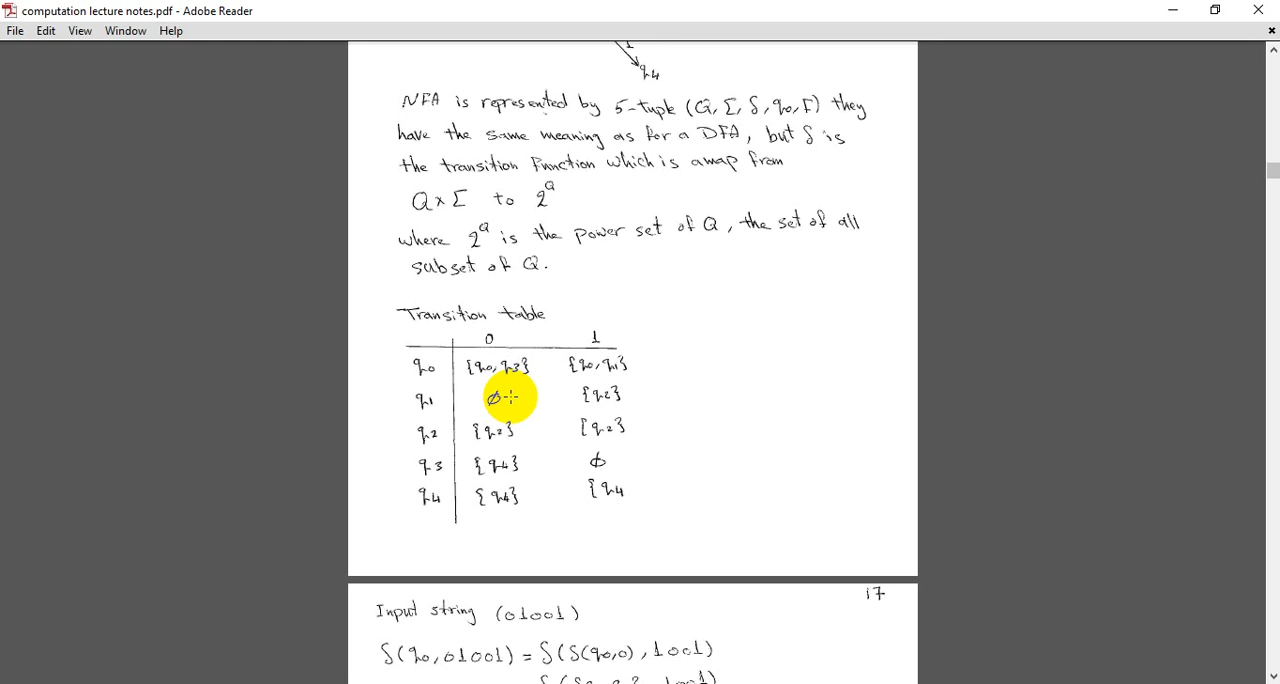 computation lecture notes.pdf - Adobe Reader
File Edit View Window Help
1
q4
NFA is represented by 5-tuple (Q, Σ, δ, q0, F) they
have the same meaning as for a DFA, but δ is
the transition Function which is a map from
Q × Σ to 2^Q
where 2^Q is the power set of Q, the set of all
subset of Q.
Transition table
0 1
q0 {q0, q3} {q0, q1}
q1 ϕ {q2}
q2 {q2} {q2}
q3 {q4} ϕ
q4 {q4} {q4
17
Input string (01001)
δ(q0, 01001) = δ(δ(q0,0), 1001)